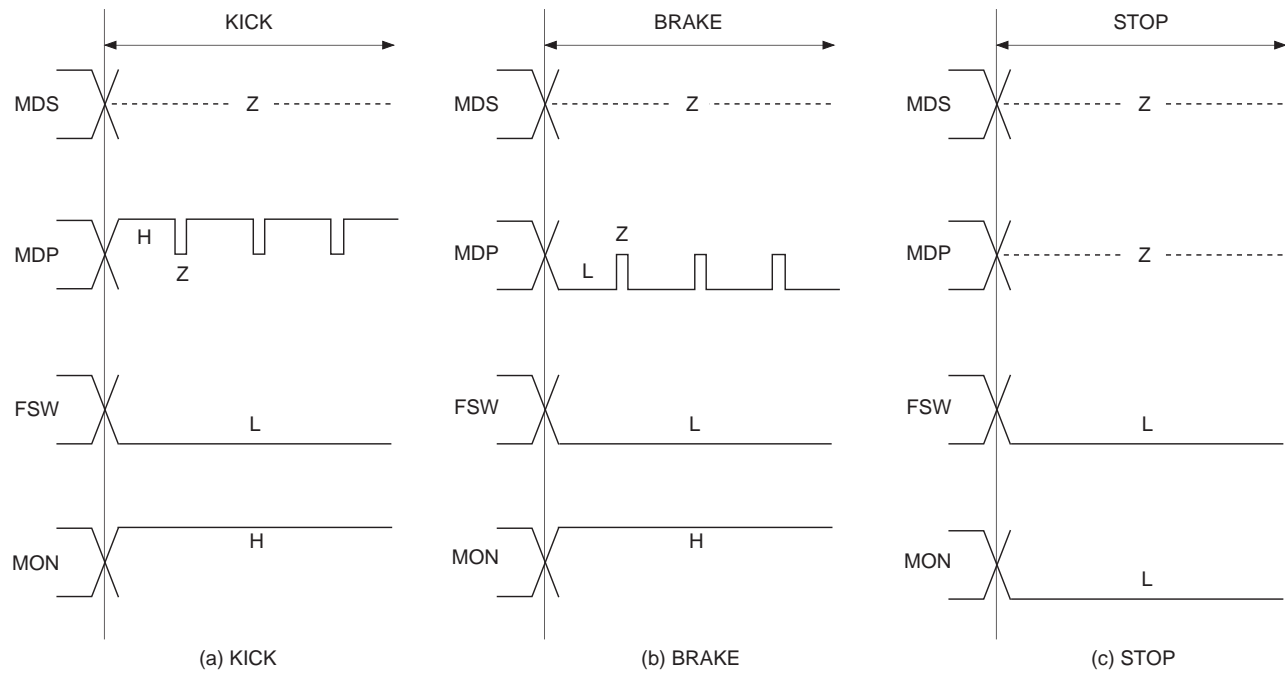 KICK
MDS
Z
MDP
H
Z
FSW
L
MON
H
(a) KICK
BRAKE
MDS
Z
MDP
Z
L
FSW
L
MON
H
(b) BRAKE
STOP
MDS
Z
MDP
Z
FSW
L
MON
L
(c) STOP